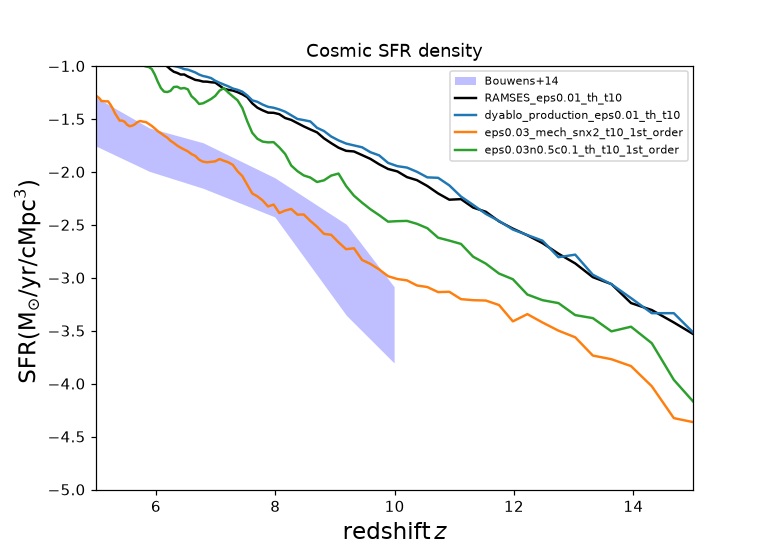 Cosmic SFR density
Bouwens+14
RAMSES_eps0.01_th_t10
dyablo_production_eps0.01_th_t10
eps0.03_mech_snx2_t10_1st_order
eps0.03n0.5c0.1_th_t10_1st_order
SFR(M⊙/yr/cMpc³)
−1.0
−1.5
−2.0
−2.5
−3.0
−3.5
−4.0
−4.5
−5.0
6 8 10 12 14
redshift z